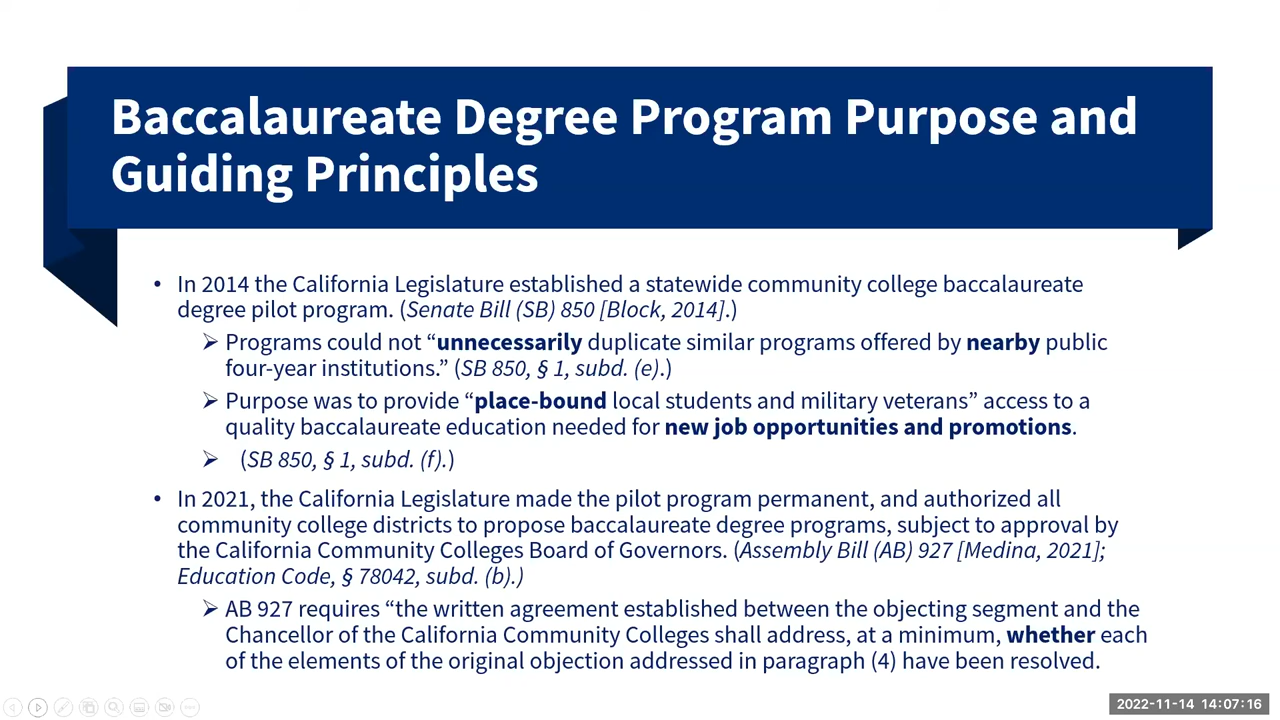 Baccalaureate Degree Program Purpose and
Guiding Principles
• In 2014 the California Legislature established a statewide community college baccalaureate
degree pilot program. (Senate Bill (SB) 850 [Block, 2014].)
➢ Programs could not “unnecessarily duplicate similar programs offered by nearby public
four-year institutions.” (SB 850, § 1, subd. (e).)
➢ Purpose was to provide “place-bound local students and military veterans” access to a
quality baccalaureate education needed for new job opportunities and promotions.
➢ (SB 850, § 1, subd. (f).)
• In 2021, the California Legislature made the pilot program permanent, and authorized all
community college districts to propose baccalaureate degree programs, subject to approval by
the California Community Colleges Board of Governors. (Assembly Bill (AB) 927 [Medina, 2021];
Education Code, § 78042, subd. (b).)
➢ AB 927 requires “the written agreement established between the objecting segment and the
Chancellor of the California Community Colleges shall address, at a minimum, whether each
of the elements of the original objection addressed in paragraph (4) have been resolved.
2022-11-14 14:07:16